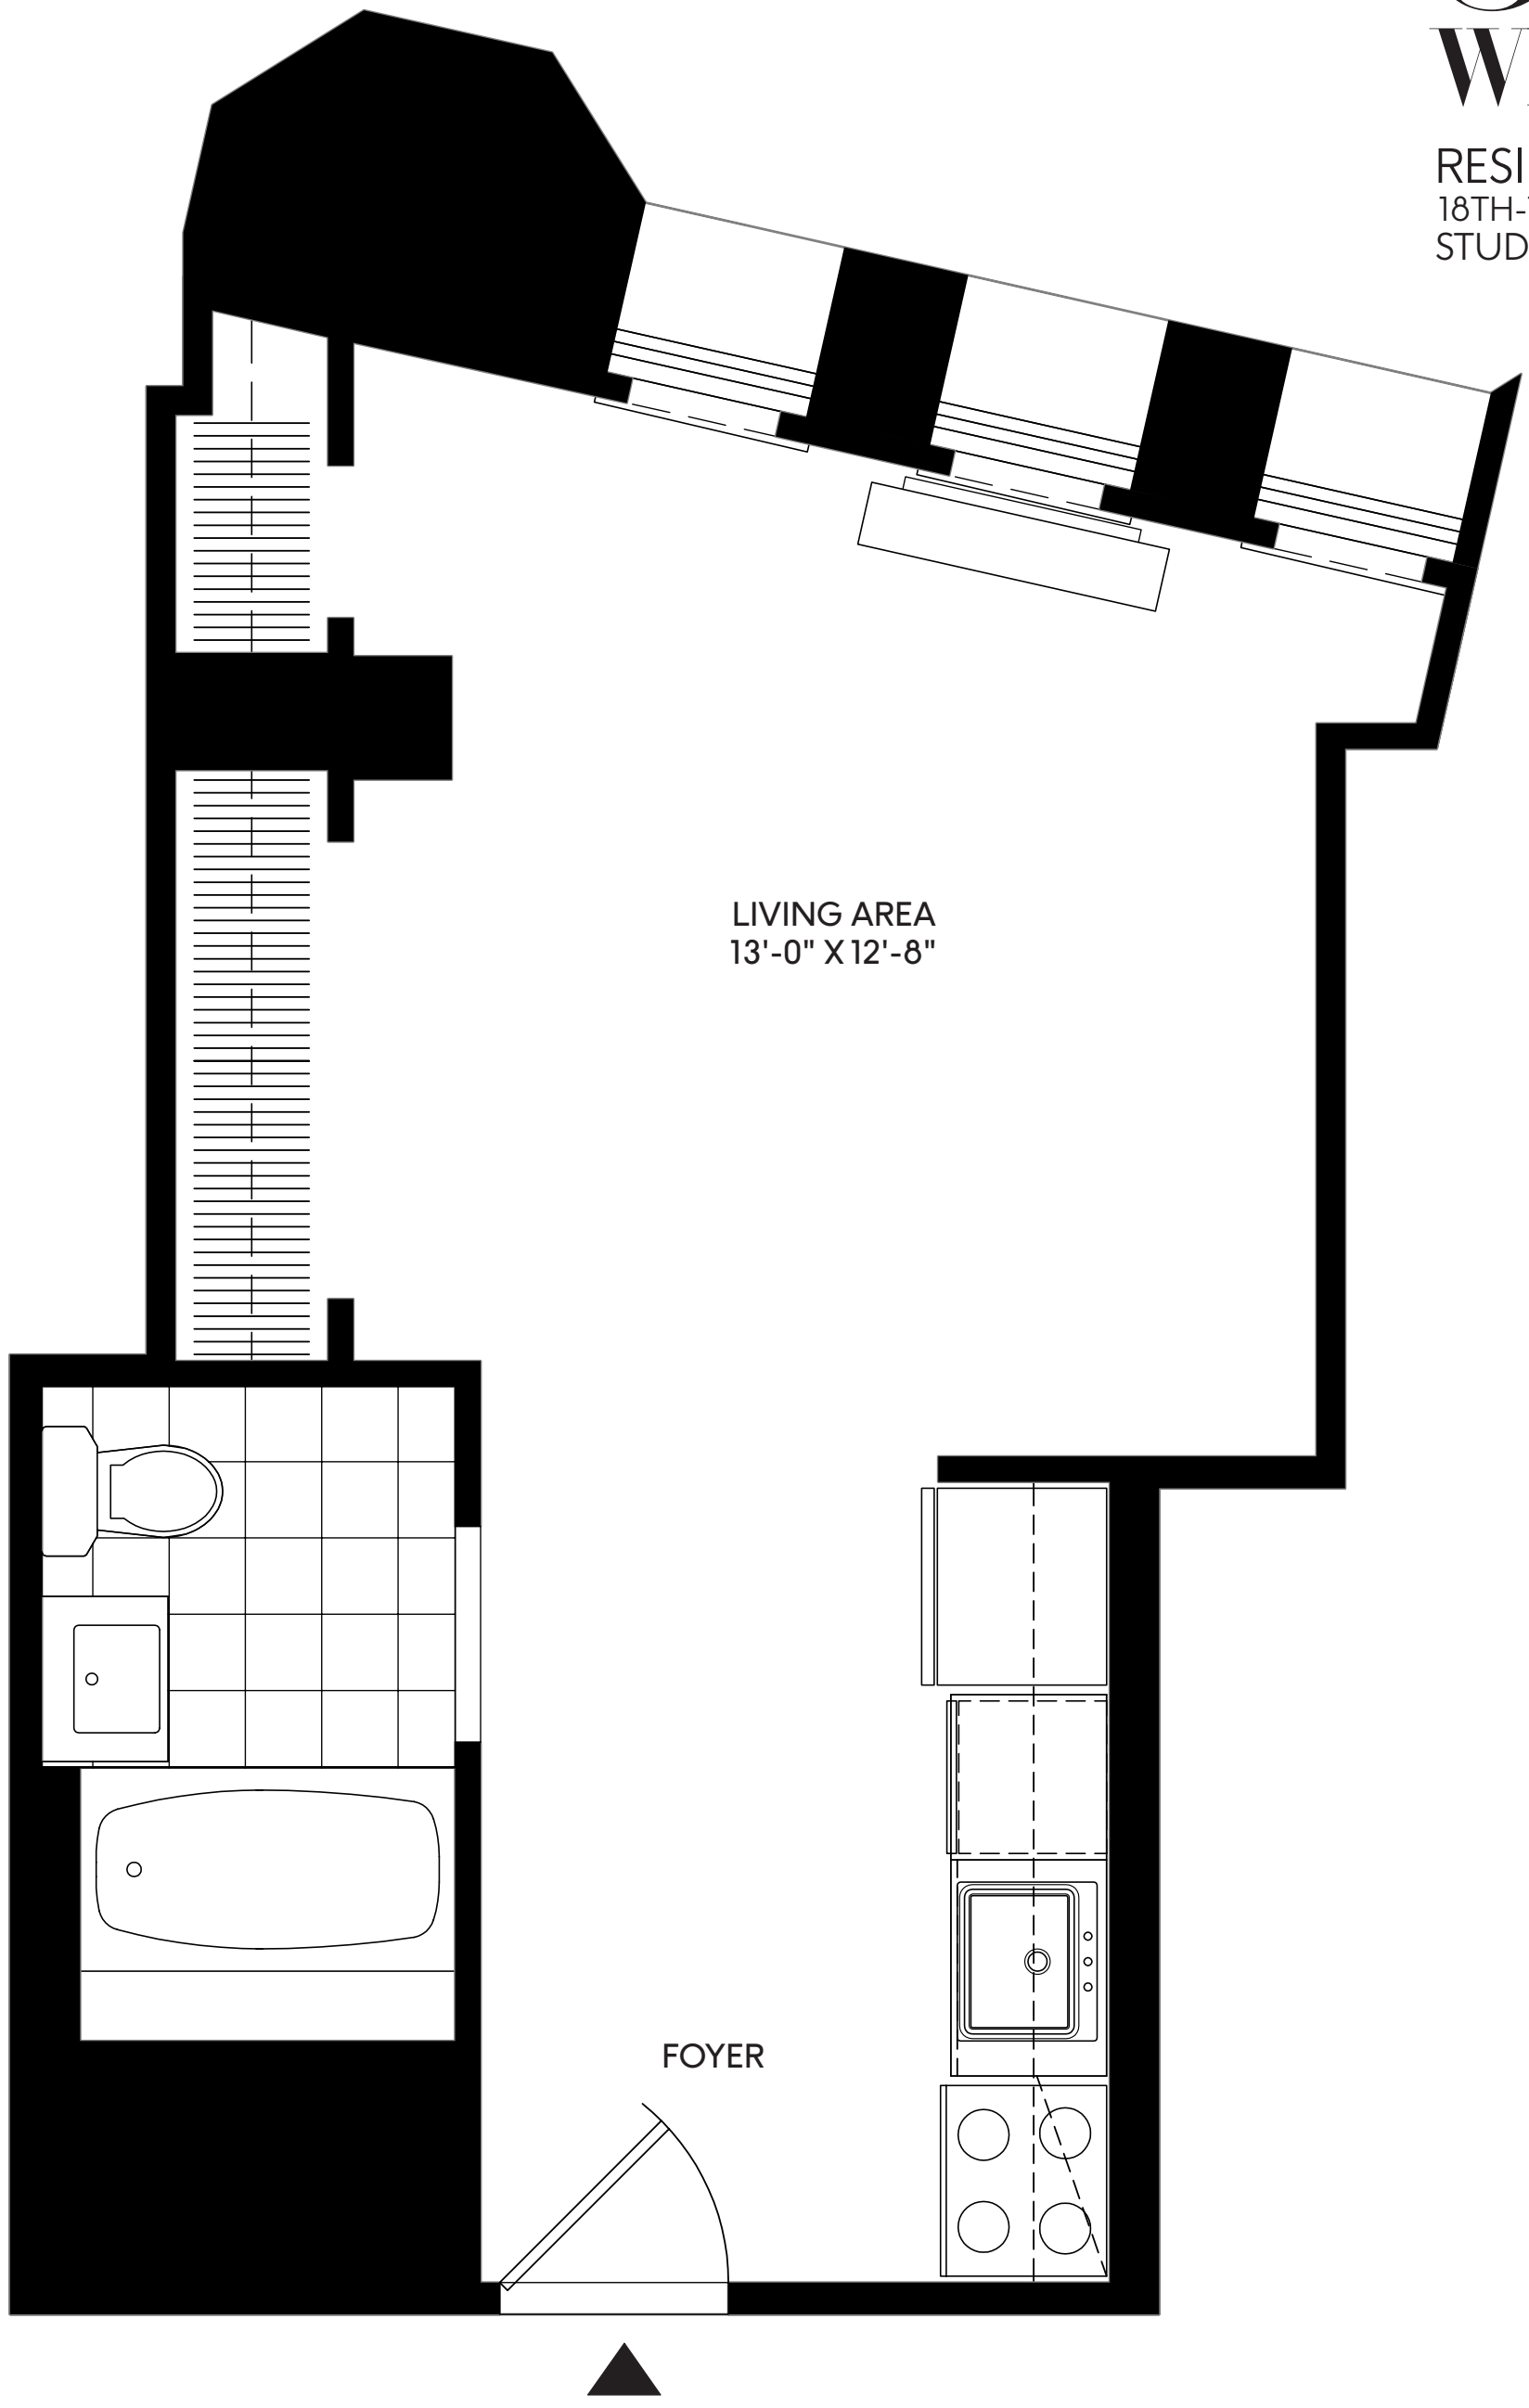 RESI
18TH-
STUD
LIVING AREA
13'-0" X 12'-8"
FOYER